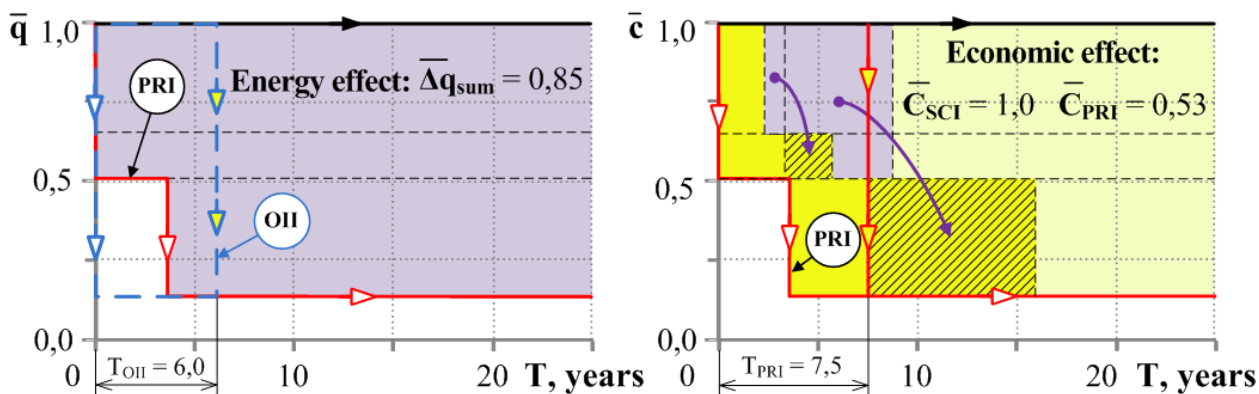 q̄
1,0
PRI
Energy effect: Δq̅sum = 0,85
0,5
OII
0,0
0
TOII = 6,0
10
20
T, years
c̄
1,0
Economic effect:
C̅SCI = 1,0 C̅PRI = 0,53
0,5
PRI
0,0
0
TPRI = 7,5
10
20
T, years